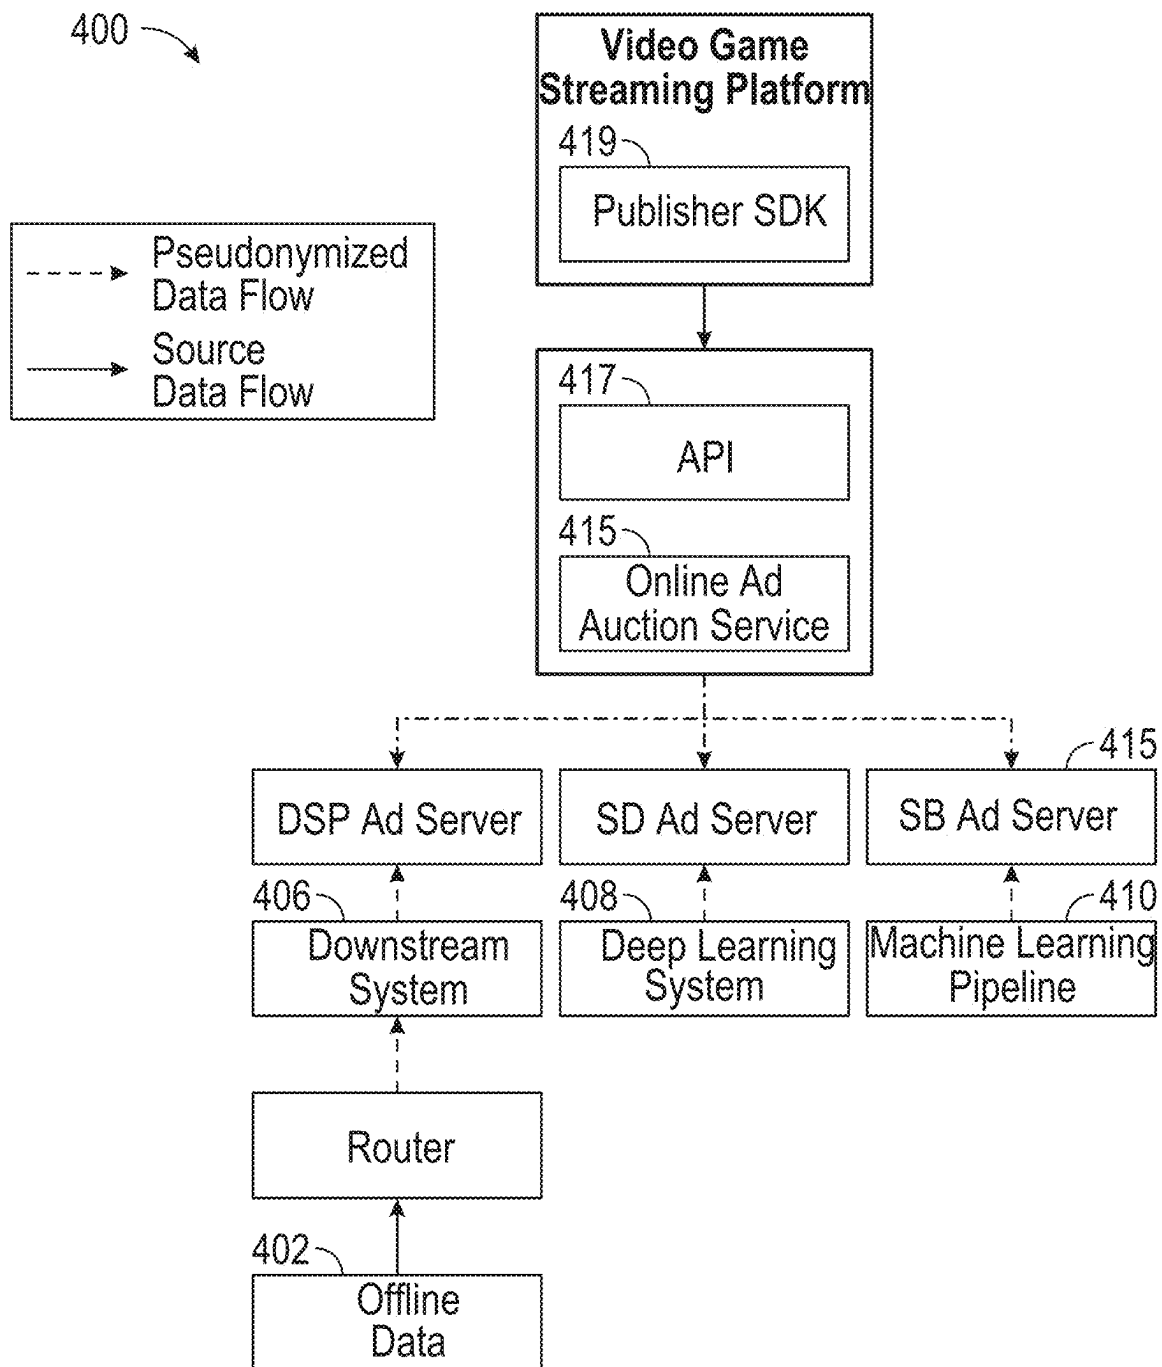 400
Video Game
Streaming Platform
419
Publisher SDK
Pseudonymized
Data Flow
Source
Data Flow
417
API
415
Online Ad
Auction Service
415
DSP Ad Server
SD Ad Server
SB Ad Server
406
408
410
Downstream
System
Deep Learning
System
Machine Learning
Pipeline
Router
402
Offline
Data